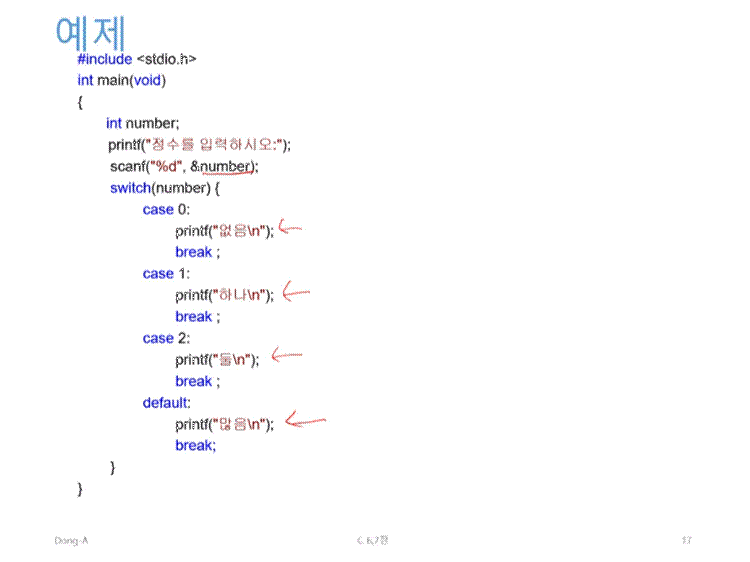 예제
#include <stdio.h>
int main(void)
{
int number;
printf("정수를 입력하시오:");
scanf("%d", &number);
switch(number) {
case 0:
printf("없음\n");
break ;
case 1:
printf("하나\n");
break ;
case 2:
printf("둘\n");
break ;
default:
printf("많음\n");
break;
}
}
Dong-A
C 6,7장
17